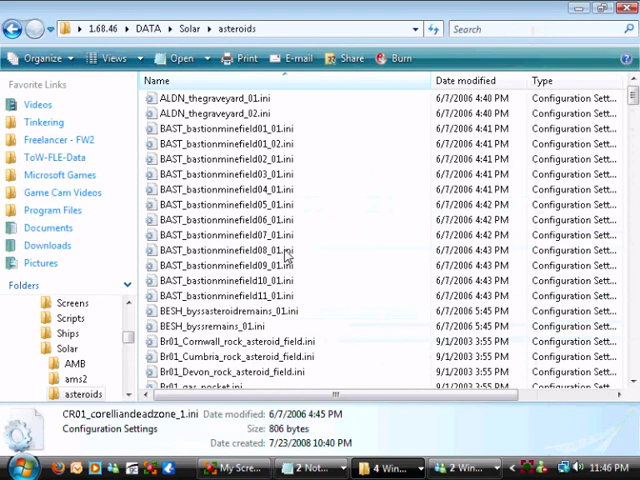 1.68.46 ▸ DATA ▸ Solar ▸ asteroids
Search
Organize Views Open Print E-mail Share Burn
Favorite Links
Videos
Tinkering
Freelancer - FW2
ToW-FLE-Data
Microsoft Games
Game Cam Videos
Program Files
Documents
Downloads
Pictures
Folders
Screens
Scripts
Ships
Solar
AMB
ams2
asteroids
Name Date modified Type
ALDN_thegraveyard_01.ini 6/7/2006 4:40 PM Configuration Sett...
ALDN_thegraveyard_02.ini 6/7/2006 4:40 PM Configuration Sett...
BAST_bastionminefield01_01.ini 6/7/2006 4:41 PM Configuration Sett...
BAST_bastionminefield01_02.ini 6/7/2006 4:41 PM Configuration Sett...
BAST_bastionminefield02_01.ini 6/7/2006 4:41 PM Configuration Sett...
BAST_bastionminefield03_01.ini 6/7/2006 4:41 PM Configuration Sett...
BAST_bastionminefield04_01.ini 6/7/2006 4:41 PM Configuration Sett...
BAST_bastionminefield05_01.ini 6/7/2006 4:42 PM Configuration Sett...
BAST_bastionminefield06_01.ini 6/7/2006 4:42 PM Configuration Sett...
BAST_bastionminefield07_01.ini 6/7/2006 4:42 PM Configuration Sett...
BAST_bastionminefield08_01.ini 6/7/2006 4:43 PM Configuration Sett...
BAST_bastionminefield09_01.ini 6/7/2006 4:43 PM Configuration Sett...
BAST_bastionminefield10_01.ini 6/7/2006 4:43 PM Configuration Sett...
BAST_bastionminefield11_01.ini 6/7/2006 4:43 PM Configuration Sett...
BESH_byssasteroidremains_01.ini 6/7/2006 5:45 PM Configuration Sett...
BESH_byssremains_01.ini 6/7/2006 5:45 PM Configuration Sett...
Br01_Cornwall_rock_asteroid_field.ini 9/1/2003 3:55 PM Configuration Sett...
Br01_Cumbria_rock_asteroid_field.ini 9/1/2003 3:55 PM Configuration Sett...
Br01_Devon_rock_asteroid_field.ini 9/1/2003 3:55 PM Configuration Sett...
Br01_gas_pocket.ini 9/1/2003 3:55 PM Configuration Sett...
CR01_corelliandeadzone_1.ini Date modified: 6/7/2006 4:45 PM
Configuration Settings Size: 806 bytes
Date created: 7/23/2008 10:40 PM
My Scre... 2 Not... 4 Win... 2 Win... 11:46 PM